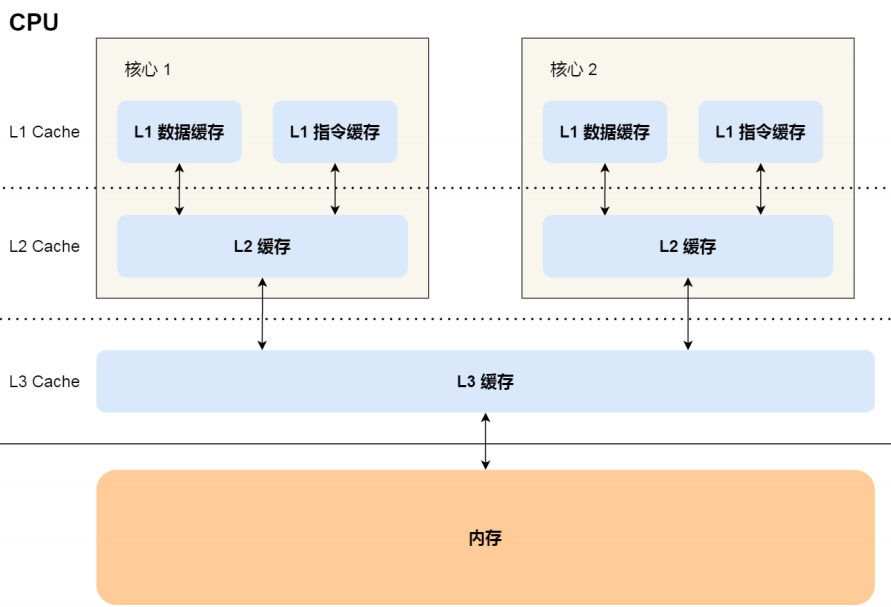 CPU
核心 1
核心 2
L1 Cache
L1 数据缓存
L1 指令缓存
L1 数据缓存
L1 指令缓存
L2 Cache
L2 缓存
L2 缓存
L3 Cache
L3 缓存
内存